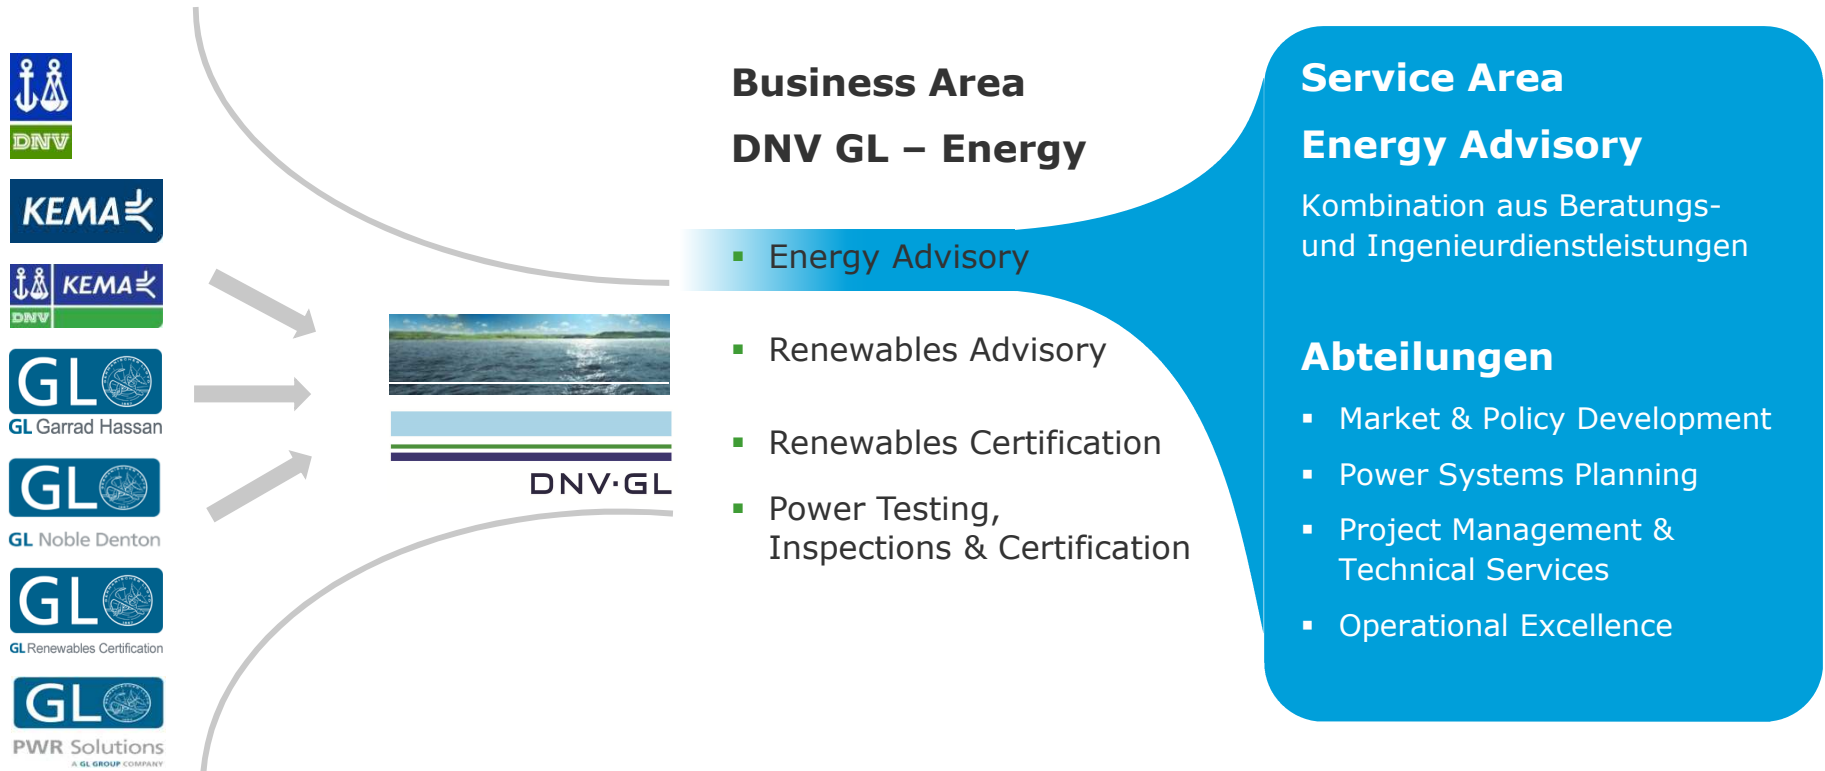 DNV
KEMA
KEMA
DNV
GL
GL Garrad Hassan
GL
GL Noble Denton
GL
GL Renewables Certification
GL
PWR Solutions
A GL GROUP COMPANY
DNV·GL
Business Area
DNV GL – Energy
▪ Energy Advisory
▪ Renewables Advisory
▪ Renewables Certification
▪ Power Testing,
Inspections & Certification
Service Area
Energy Advisory
Kombination aus Beratungs-
und Ingenieurdienstleistungen
Abteilungen
▪ Market & Policy Development
▪ Power Systems Planning
▪ Project Management &
Technical Services
▪ Operational Excellence